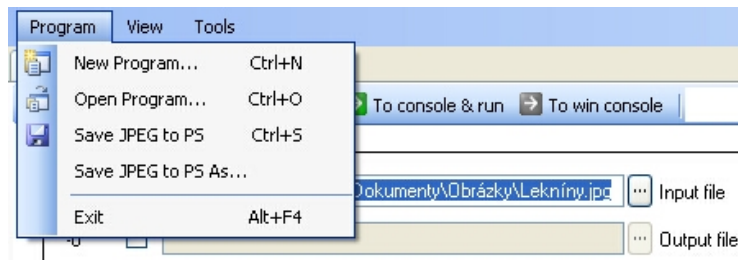 Program View Tools
New Program... Ctrl+N
Open Program... Ctrl+O
To console & run To win console
Save JPEG to PS Ctrl+S
Save JPEG to PS As...
Dokumenty\Obrázky\Lekníny.jpg ... Input file
Exit Alt+F4
... Output file